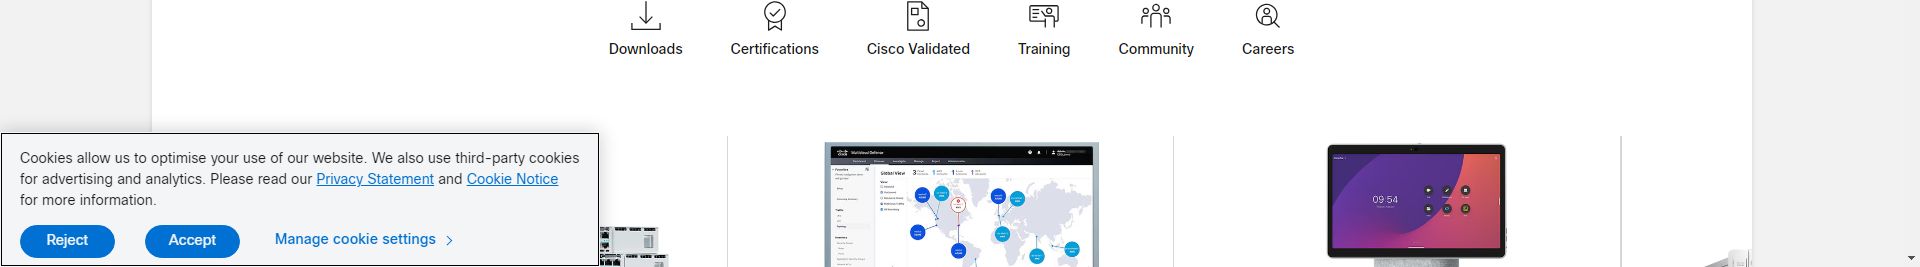 Downloads
Certifications
Cisco Validated
Training
Community
Careers
Cookies allow us to optimise your use of our website. We also use third-party cookies
for advertising and analytics. Please read our Privacy Statement and Cookie Notice
for more information.
Reject
Accept
Manage cookie settings
Multicloud Defense
Global View
09 54